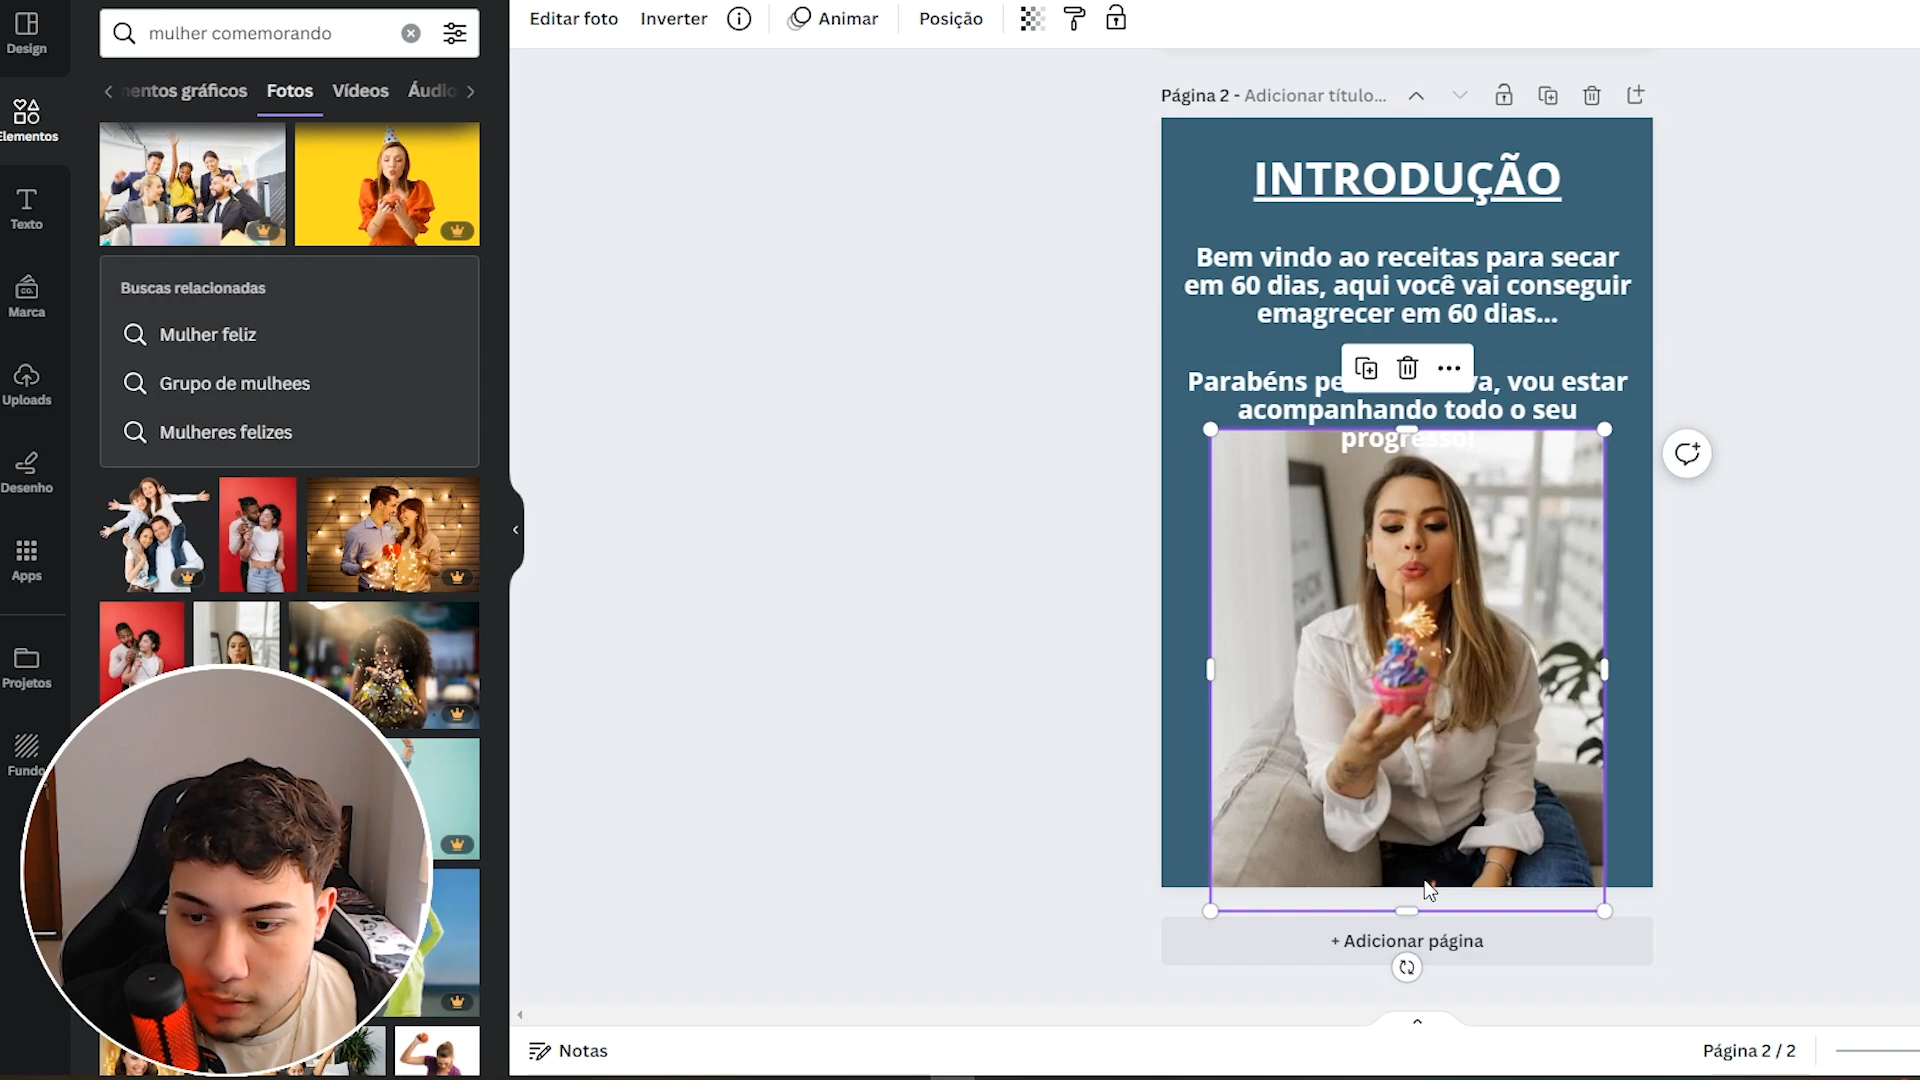 Design
Elementos
Texto
Marca
Uploads
Desenho
Apps
Projetos
Fundo
mulher comemorando
mentos gráficos Fotos Vídeos Áudio
Buscas relacionadas
Mulher feliz
Grupo de mulhees
Mulheres felizes
Editar foto Inverter Animar Posição
Página 2 - Adicionar título...
INTRODUÇÃO
Bem vindo ao receitas para secar
em 60 dias, aqui você vai conseguir
emagrecer em 60 dias...
Parabéns pe va, vou estar
acompanhando todo o seu
progresso!
+ Adicionar página
Notas
Página 2 / 2